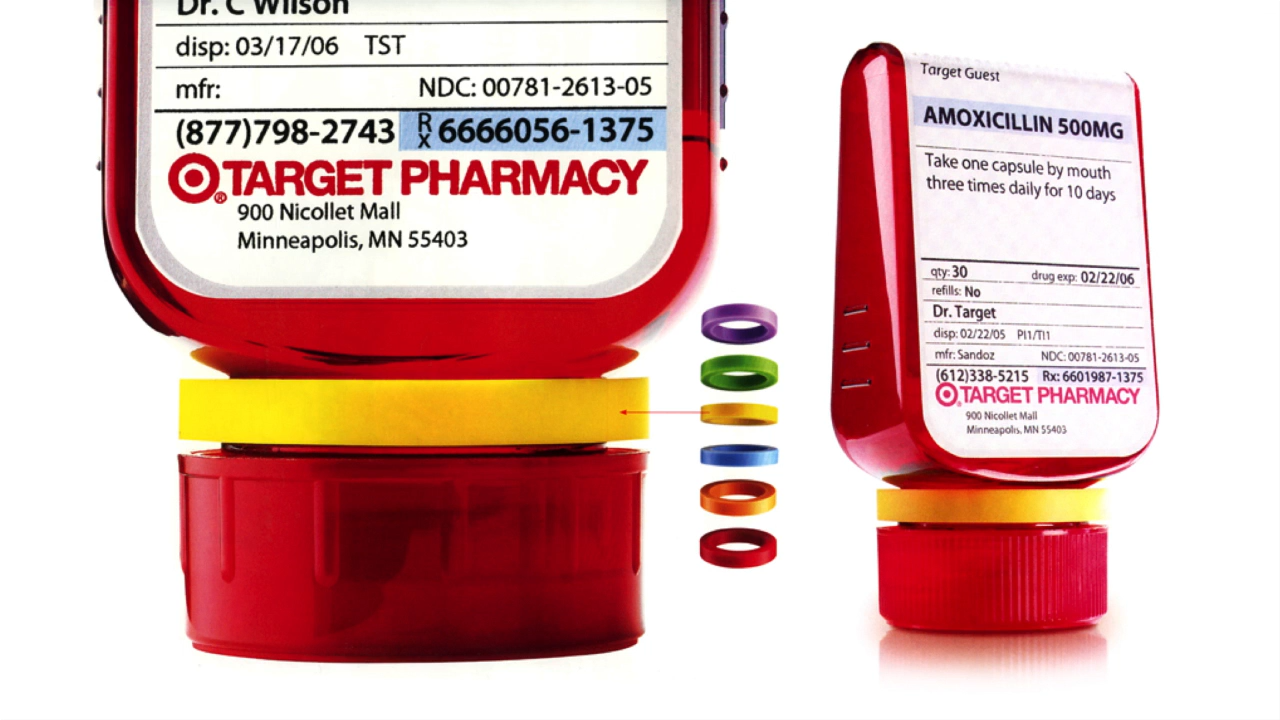 Dr. C Wilson
disp: 03/17/06 TST
mfr: NDC: 00781-2613-05
(877)798-2743 Rx 6666056-1375
TARGET PHARMACY
900 Nicollet Mall
Minneapolis, MN 55403
Target Guest
AMOXICILLIN 500MG
Take one capsule by mouth
three times daily for 10 days
qty: 30 drug exp: 02/22/06
refills: No
Dr. Target
disp: 02/22/05 PI1/TI1
mfr: Sandoz NDC: 00781-2613-05
(612)338-5215 Rx: 6601987-1375
TARGET PHARMACY
900 Nicollet Mall
Minneapolis, MN 55403